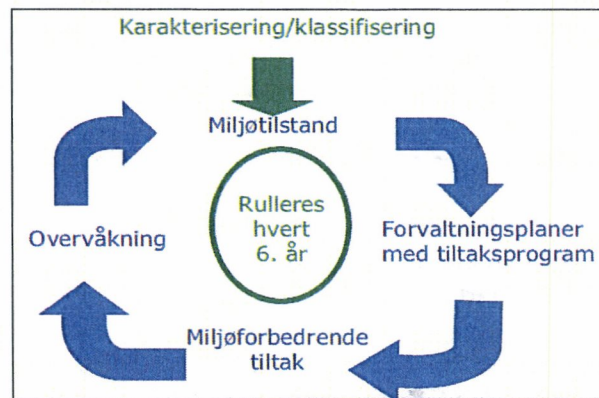 Karakterisering/klassifisering
Miljøtilstand
Rulleres
hvert
6. år
Overvåkning
Forvaltningsplaner
med tiltaksprogram
Miljøforbedrende
tiltak